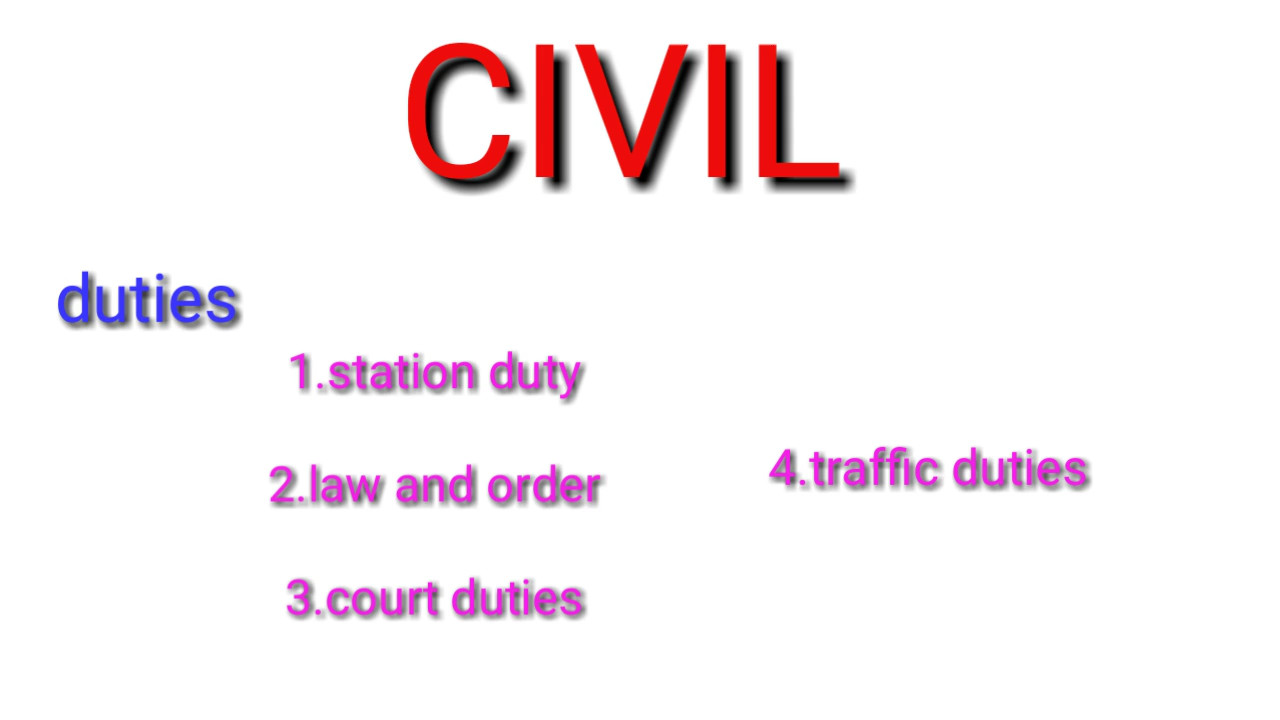 CIVIL
duties
1.station duty
2.law and order
3.court duties
4.traffic duties